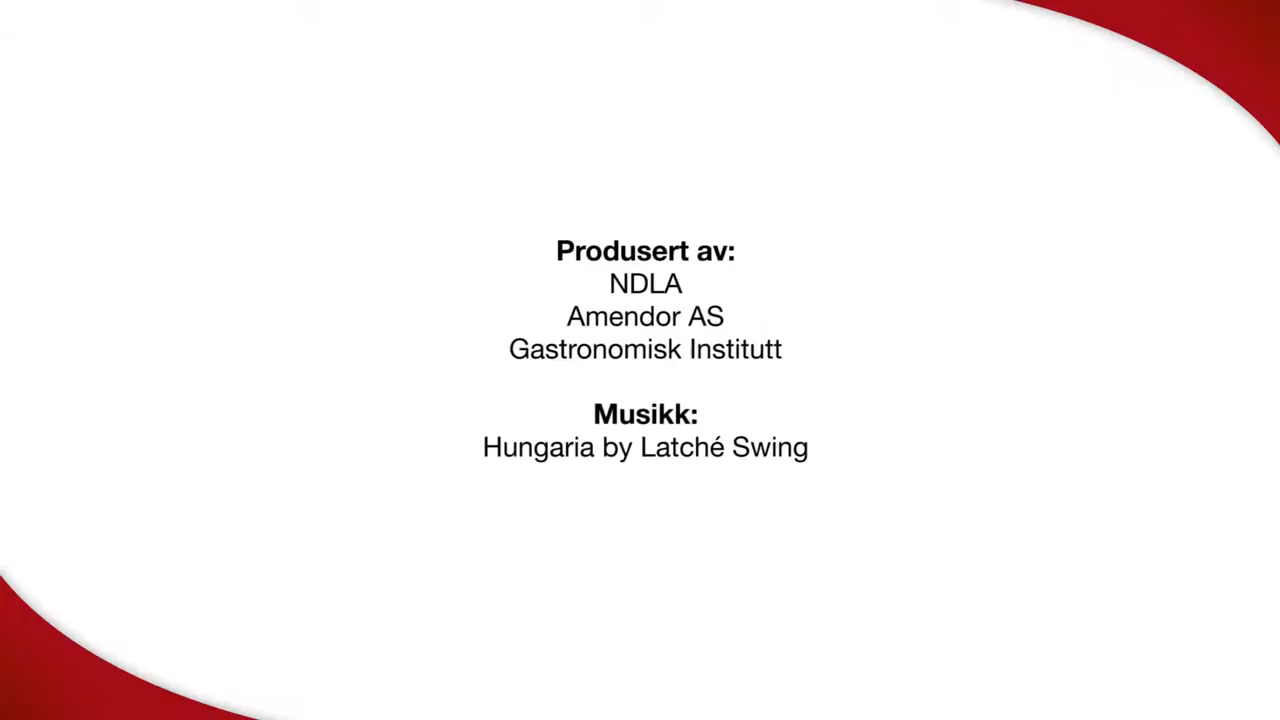 Produsert av:
NDLA
Amendor AS
Gastronomisk Institutt
Musikk:
Hungaria by Latché Swing